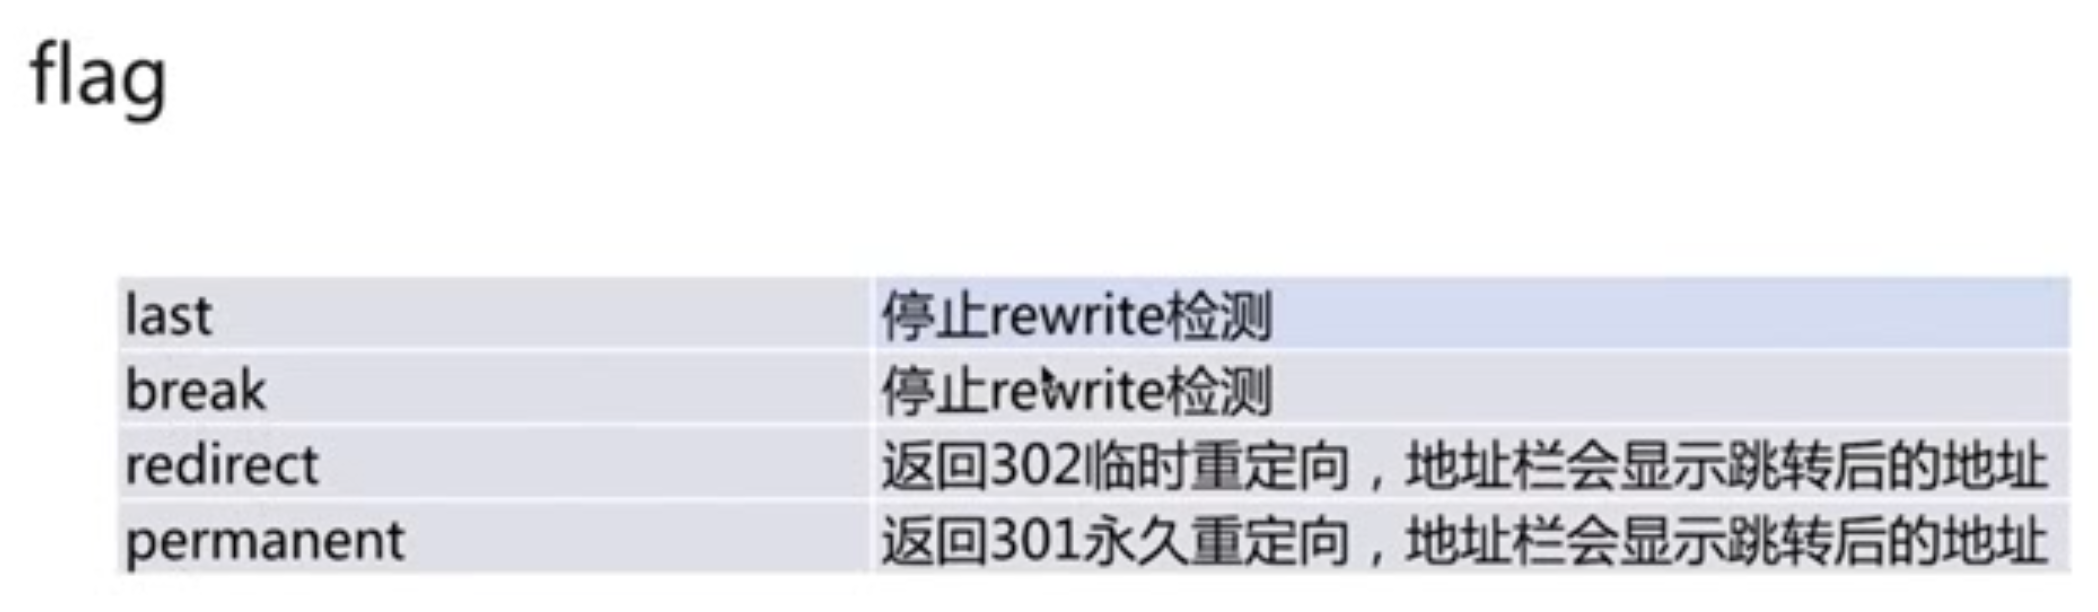 flag
last 停止rewrite检测
break 停止rewrite检测
redirect 返回302临时重定向，地址栏会显示跳转后的地址
permanent 返回301永久重定向，地址栏会显示跳转后的地址